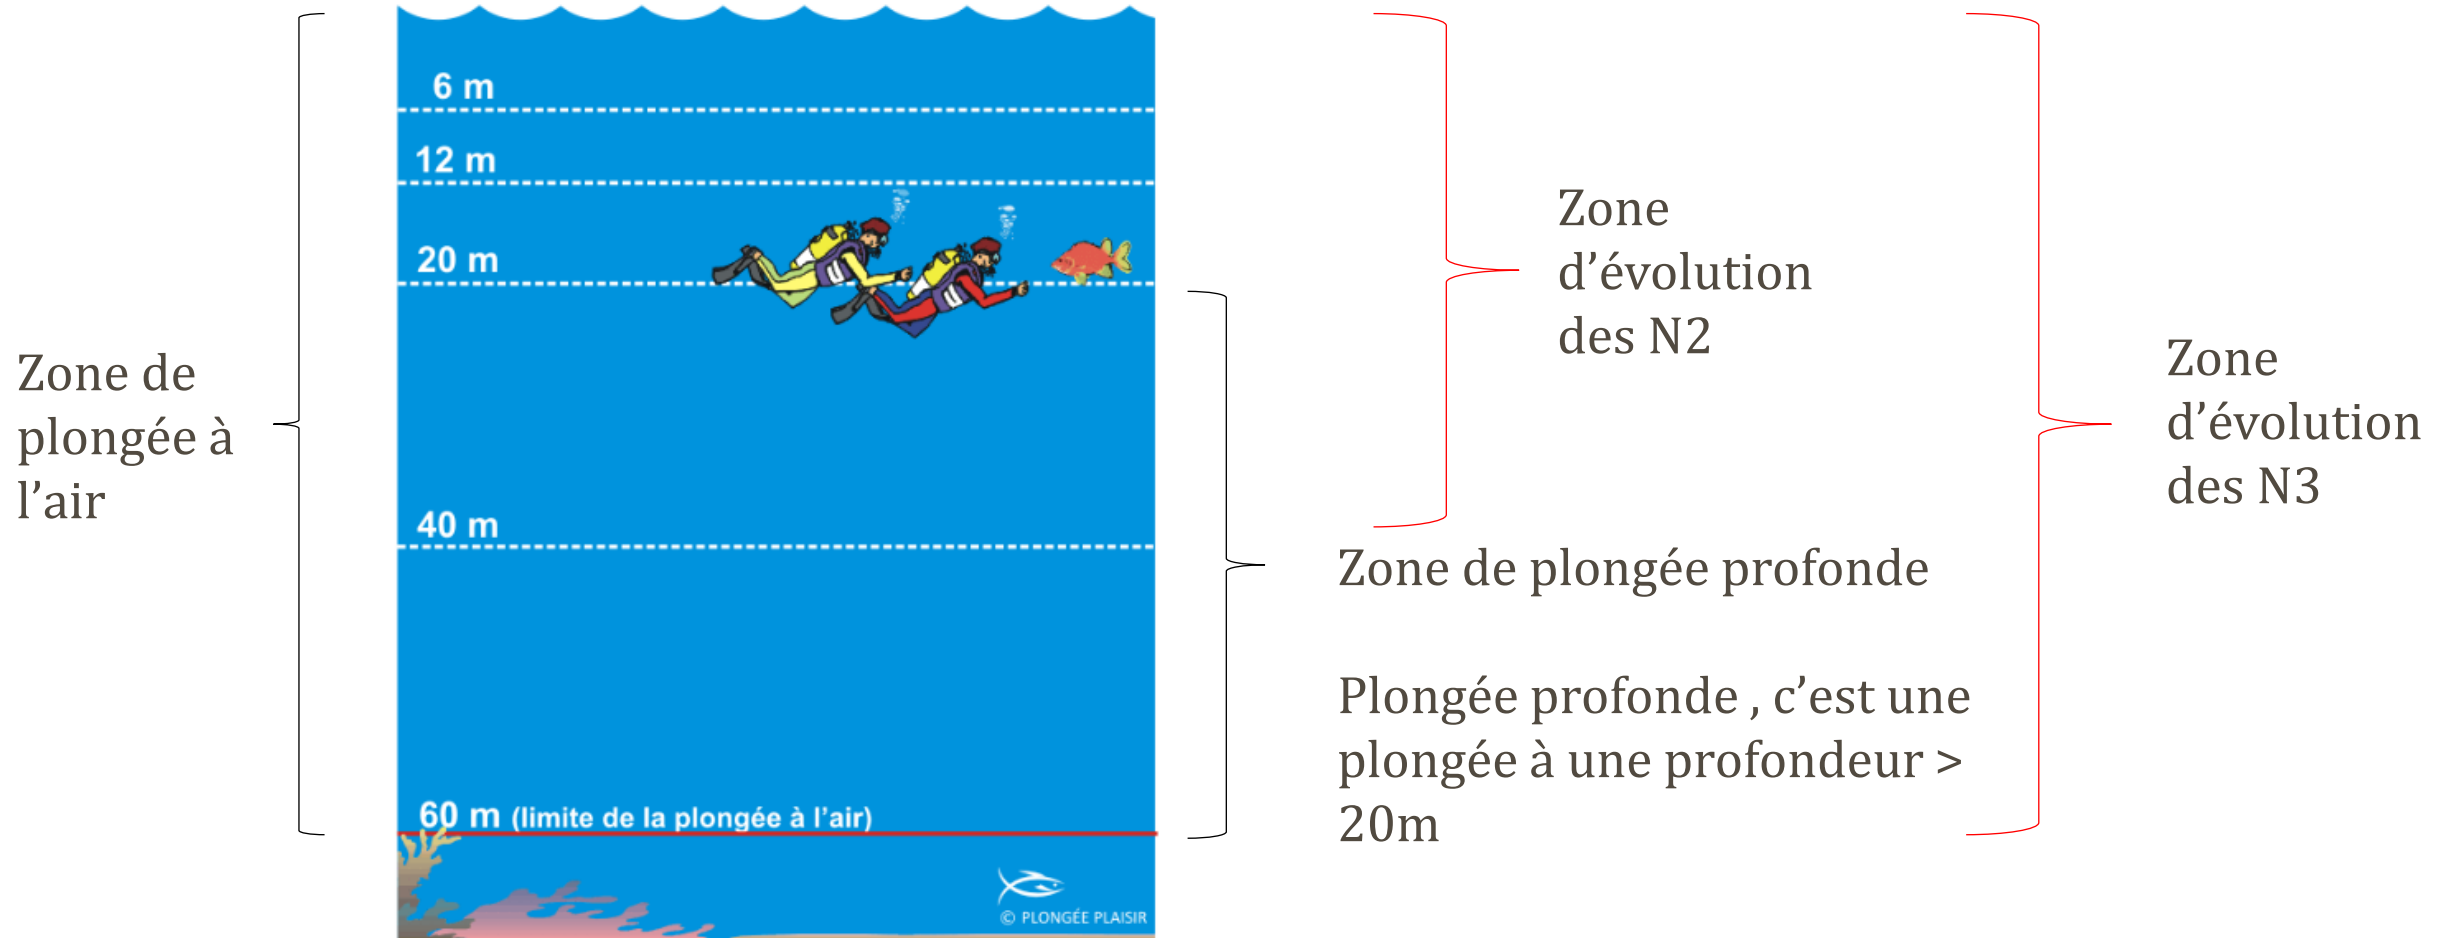 Zone de
plongée à
l’air
6 m
12 m
20 m
40 m
60 m (limite de la plongée à l’air)
© PLONGÉE PLAISIR
Zone
d’évolution
des N2
Zone de plongée profonde
Plongée profonde , c’est une
plongée à une profondeur >
20m
Zone
d’évolution
des N3